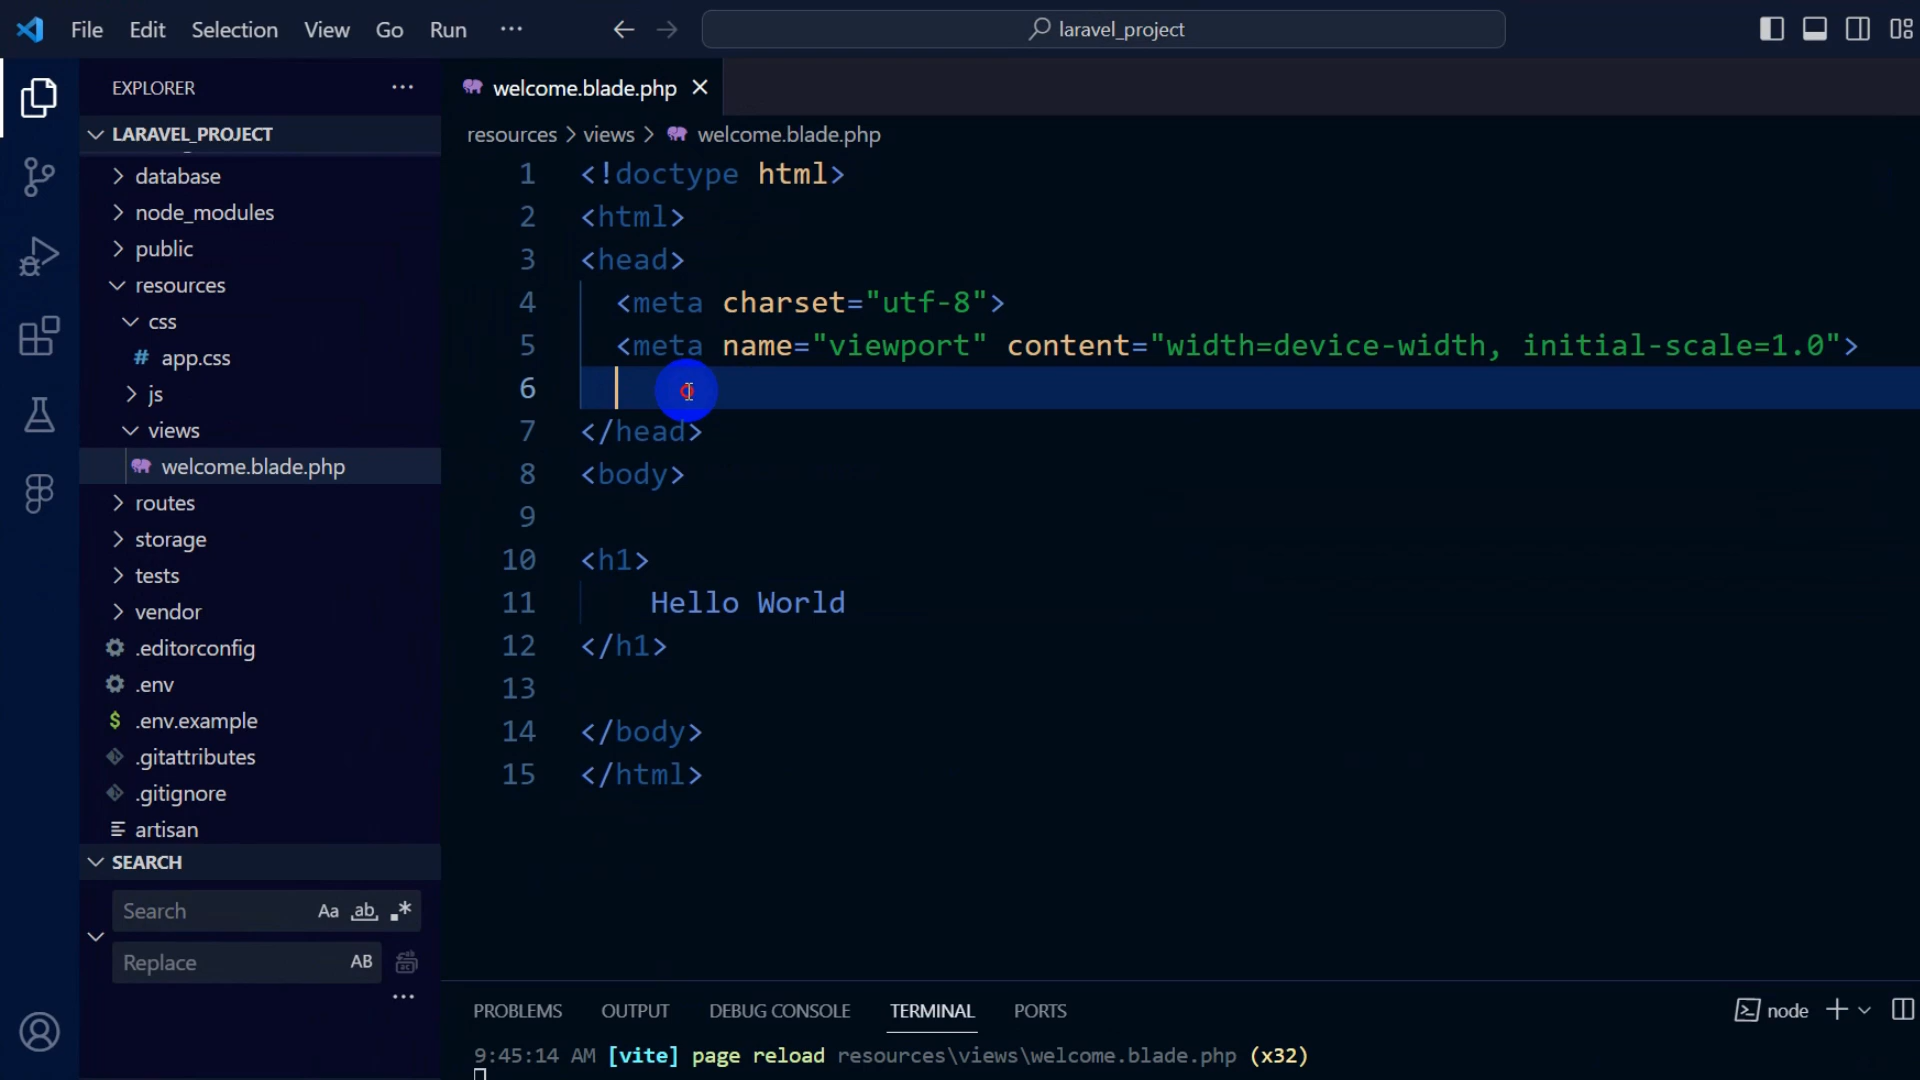 File Edit Selection View Go Run ··· laravel_project
EXPLORER ···
LARAVEL_PROJECT
database
node_modules
public
resources
css
# app.css
js
views
welcome.blade.php
routes
storage
tests
vendor
.editorconfig
.env
$ .env.example
.gitattributes
.gitignore
artisan
SEARCH
Search Aa ab .*
Replace AB
···
welcome.blade.php
resources > views > welcome.blade.php
1 <!doctype html>
2 <html>
3 <head>
4 <meta charset="utf-8">
5 <meta name="viewport" content="width=device-width, initial-scale=1.0">
6
7 </head>
8 <body>
9
10 <h1>
11 Hello World
12 </h1>
13
14 </body>
15 </html>
PROBLEMS OUTPUT DEBUG CONSOLE TERMINAL PORTS node
9:45:14 AM [vite] page reload resources\views\welcome.blade.php (x32)